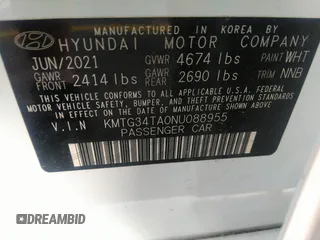 MANUFACTURED IN KOREA BY
HYUNDAI MOTOR COMPANY
JUN/2021 GVWR 4674 lbs PAINT WHT
GAWR FRONT 2414 lbs GAWR REAR 2690 lbs TRIM NNB
THIS VEHICLE CONFORMS TO ALL APPLICABLE
U.S. FEDERAL MOTOR VEHICLE SAFETY, BUMPER,
AND THEFT PREVENTION STANDARDS IN EFFECT ON
THE DATE OF MANUFACTURE SHOWN ABOVE.
V.I.N KMTG34TA0NU088955
PASSENGER CAR
DREAMBID